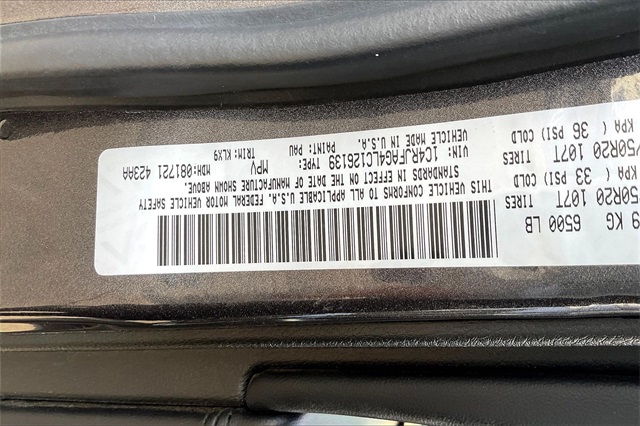 9 KG 6500 LB
50R20 107T TIRES
KPA ( 33 PSI) COLD
/50R20 107T TIRES
KPA ( 36 PSI) COLD
THIS VEHICLE CONFORMS TO ALL APPLICABLE U.S.A. FEDERAL MOTOR VEHICLE SAFETY
STANDARDS IN EFFECT ON THE DATE OF MANUFACTURE SHOWN ABOVE.
VIN: 1C4RJFAG4LC126139 TYPE: MPV MDH:081721 423AA
VEHICLE MADE IN U.S.A. PAINT: PAU TRIM: KLX9